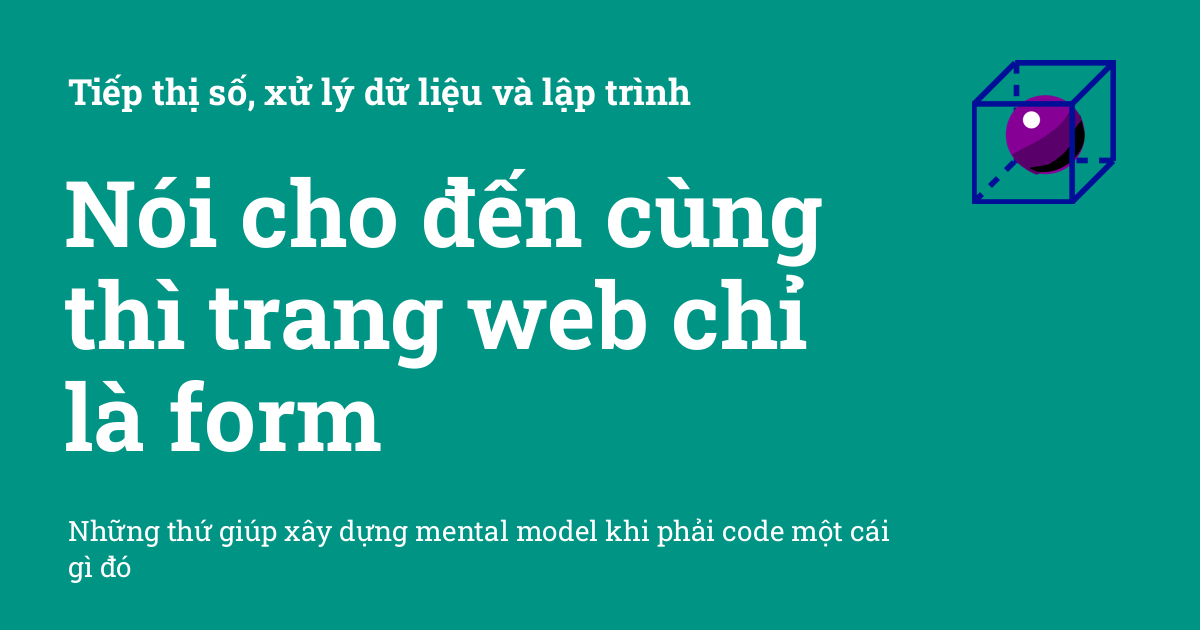 Tiếp thị số, xử lý dữ liệu và lập trình
Nói cho đến cùng
thì trang web chỉ
là form
Những thứ giúp xây dựng mental model khi phải code một cái
gì đó